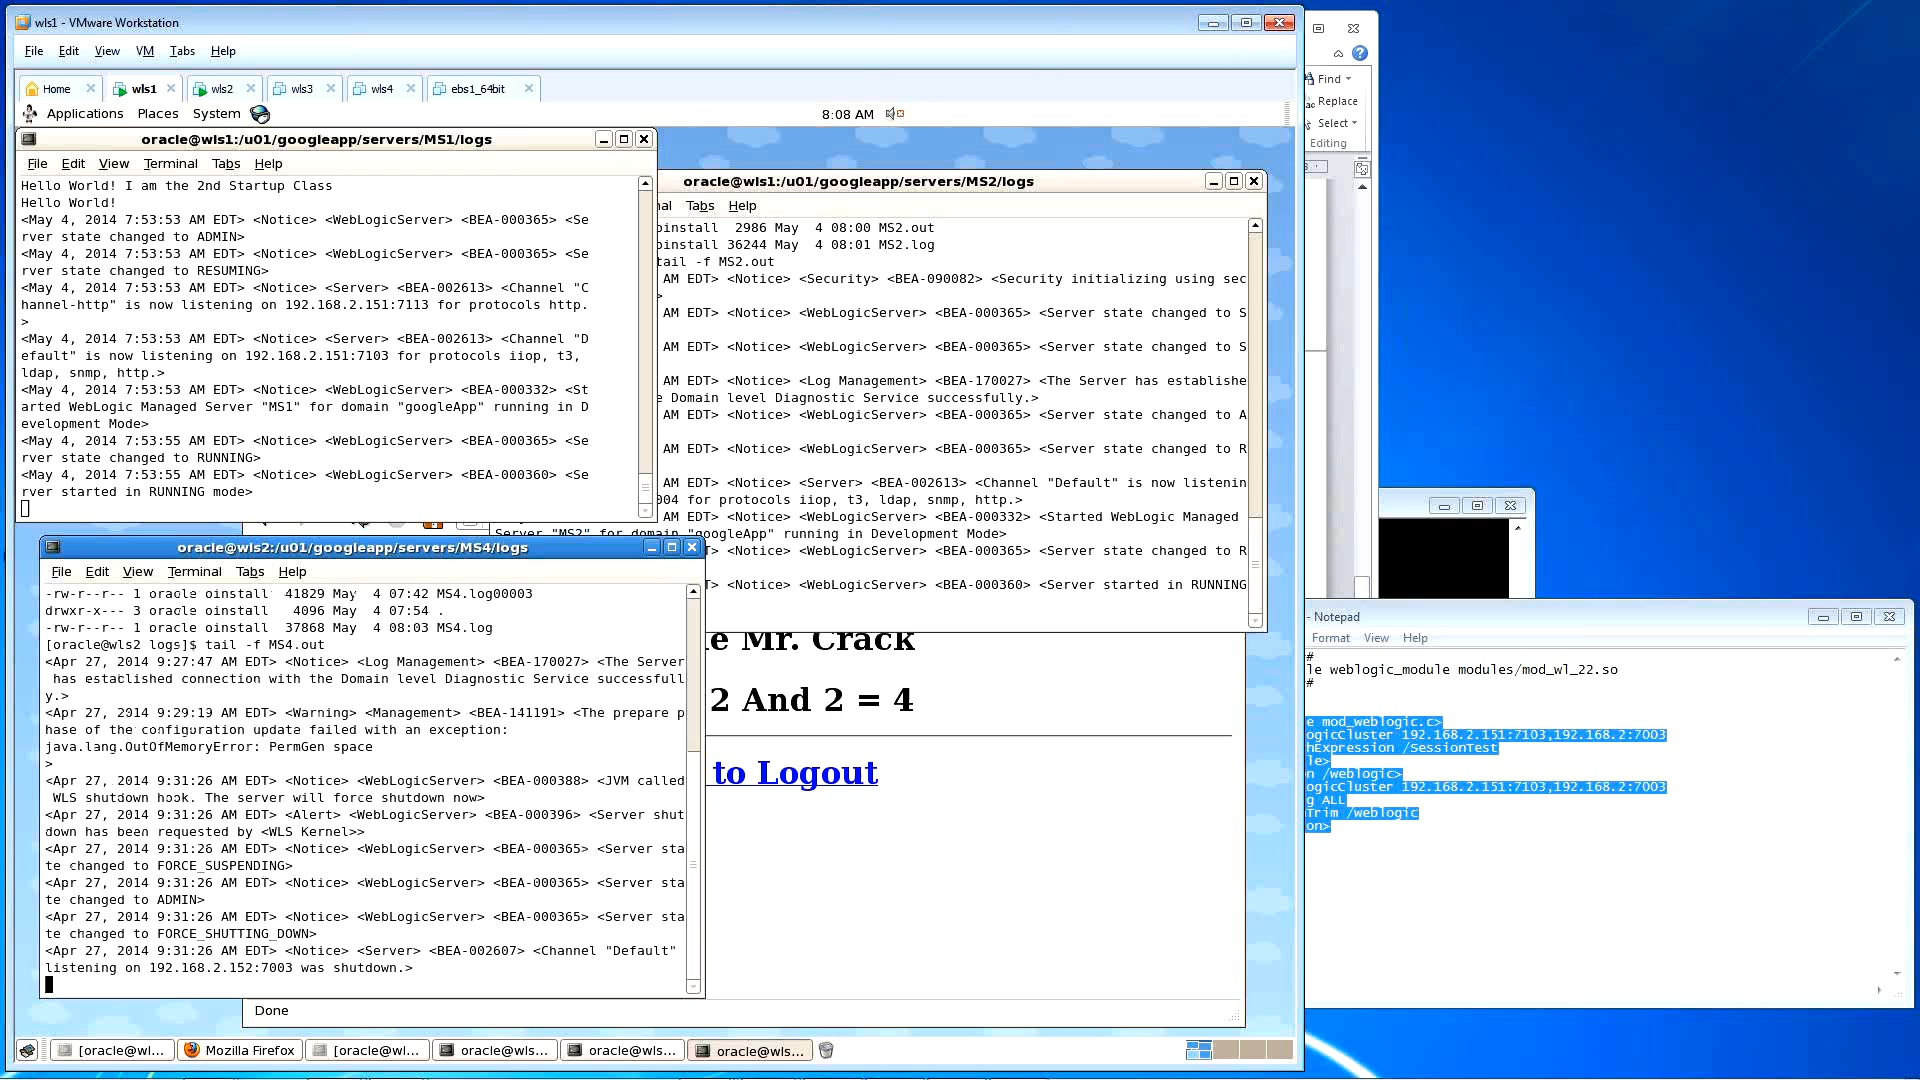 wls1 - VMware Workstation
File Edit View VM Tabs Help
Home wls1 wls2 wls3 wls4 ebs1_64bit
Applications Places System 8:08 AM
oracle@wls1:/u01/googleapp/servers/MS1/logs
File Edit View Terminal Tabs Help
Hello World! I am the 2nd Startup Class
Hello World!
<May 4, 2014 7:53:53 AM EDT> <Notice> <WebLogicServer> <BEA-000365> <Se
rver state changed to ADMIN>
<May 4, 2014 7:53:53 AM EDT> <Notice> <WebLogicServer> <BEA-000365> <Se
rver state changed to RESUMING>
<May 4, 2014 7:53:53 AM EDT> <Notice> <Server> <BEA-002613> <Channel "C
hannel-http" is now listening on 192.168.2.151:7113 for protocols http.
>
<May 4, 2014 7:53:53 AM EDT> <Notice> <Server> <BEA-002613> <Channel "D
efault" is now listening on 192.168.2.151:7103 for protocols iiop, t3,
ldap, snmp, http.>
<May 4, 2014 7:53:53 AM EDT> <Notice> <WebLogicServer> <BEA-000332> <St
arted WebLogic Managed Server "MS1" for domain "googleApp" running in D
evelopment Mode>
<May 4, 2014 7:53:55 AM EDT> <Notice> <WebLogicServer> <BEA-000365> <Se
rver state changed to RUNNING>
<May 4, 2014 7:53:55 AM EDT> <Notice> <WebLogicServer> <BEA-000360> <Se
rver started in RUNNING mode>
oracle@wls1:/u01/googleapp/servers/MS2/logs
nal Tabs Help
oinstall 2986 May 4 08:00 MS2.out
oinstall 36244 May 4 08:01 MS2.log
tail -f MS2.out
AM EDT> <Notice> <Security> <BEA-090082> <Security initializing using sec
>
AM EDT> <Notice> <WebLogicServer> <BEA-000365> <Server state changed to S
AM EDT> <Notice> <WebLogicServer> <BEA-000365> <Server state changed to S
AM EDT> <Notice> <Log Management> <BEA-170027> <The Server has establishe
e Domain level Diagnostic Service successfully.>
AM EDT> <Notice> <WebLogicServer> <BEA-000365> <Server state changed to A
AM EDT> <Notice> <WebLogicServer> <BEA-000365> <Server state changed to R
AM EDT> <Notice> <Server> <BEA-002613> <Channel "Default" is now listenin
004 for protocols iiop, t3, ldap, snmp, http.>
AM EDT> <Notice> <WebLogicServer> <BEA-000332> <Started WebLogic Managed
Server "MS2" for domain "googleApp" running in Development Mode>
T> <Notice> <WebLogicServer> <BEA-000365> <Server state changed to R
T> <Notice> <WebLogicServer> <BEA-000360> <Server started in RUNNING
oracle@wls2:/u01/googleapp/servers/MS4/logs
File Edit View Terminal Tabs Help
-rw-r--r-- 1 oracle oinstall 41829 May 4 07:42 MS4.log00003
drwxr-x--- 3 oracle oinstall 4096 May 4 07:54 .
-rw-r--r-- 1 oracle oinstall 37868 May 4 08:03 MS4.log
[oracle@wls2 logs]$ tail -f MS4.out
<Apr 27, 2014 9:27:47 AM EDT> <Notice> <Log Management> <BEA-170027> <The Server
has established connection with the Domain level Diagnostic Service successfull
y.>
<Apr 27, 2014 9:29:19 AM EDT> <Warning> <Management> <BEA-141191> <The prepare p
hase of the configuration update failed with an exception:
java.lang.OutOfMemoryError: PermGen space
>
<Apr 27, 2014 9:31:26 AM EDT> <Notice> <WebLogicServer> <BEA-000388> <JVM called
WLS shutdown hook. The server will force shutdown now>
<Apr 27, 2014 9:31:26 AM EDT> <Alert> <WebLogicServer> <BEA-000396> <Server shut
down has been requested by <WLS Kernel>>
<Apr 27, 2014 9:31:26 AM EDT> <Notice> <WebLogicServer> <BEA-000365> <Server sta
te changed to FORCE_SUSPENDING>
<Apr 27, 2014 9:31:26 AM EDT> <Notice> <WebLogicServer> <BEA-000365> <Server sta
te changed to ADMIN>
<Apr 27, 2014 9:31:26 AM EDT> <Notice> <WebLogicServer> <BEA-000365> <Server sta
te changed to FORCE_SHUTTING_DOWN>
<Apr 27, 2014 9:31:26 AM EDT> <Notice> <Server> <BEA-002607> <Channel "Default"
listening on 192.168.2.152:7003 was shutdown.>
e Mr. Crack
2 And 2 = 4
to Logout
Done
[oracle@wl... Mozilla Firefox [oracle@wl... oracle@wls... oracle@wls... oracle@wls...
Find
Replace
Select
Editing
- Notepad
Format View Help
#
le weblogic_module modules/mod_wl_22.so
#
e mod_weblogic.c>
ogicCluster 192.168.2.151:7103,192.168.2:7003
hExpression /SessionTest
le>
n /weblogic>
ogicCluster 192.168.2.151:7103,192.168.2:7003
g ALL
Trim /weblogic
on>